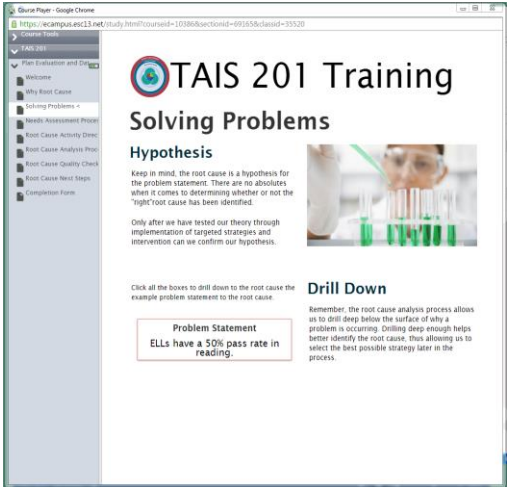 Course Player - Google Chrome
https://ecampus.esc13.net/study.html?courseid=10386&sectionid=69165&classid=35520
Course Tools
TAIS 201
Plan Evaluation and Dat
Welcome
Why Root Cause
Solving Problems <
Needs Assessment Proces
Root Cause Activity Direc
Root Cause Analysis Proc
Root Cause Quality Check
Root Cause Next Steps
Completion Form
TAIS 201 Training
Solving Problems
Hypothesis
Keep in mind, the root cause is a hypothesis for
the problem statement. There are no absolutes
when it comes to determining whether or not the
"right"root cause has been identified.
Only after we have tested our theory through
implementation of targeted strategies and
intervention can we confirm our hypothesis.
Click all the boxes to drill down to the root cause the
example problem statement to the root cause.
Problem Statement
ELLs have a 50% pass rate in
reading.
Drill Down
Remember, the root cause analysis process allows
us to drill deep below the surface of why a
problem is occurring. Drilling deep enough helps
better identify the root cause, thus allowing us to
select the best possible strategy later in the
process.